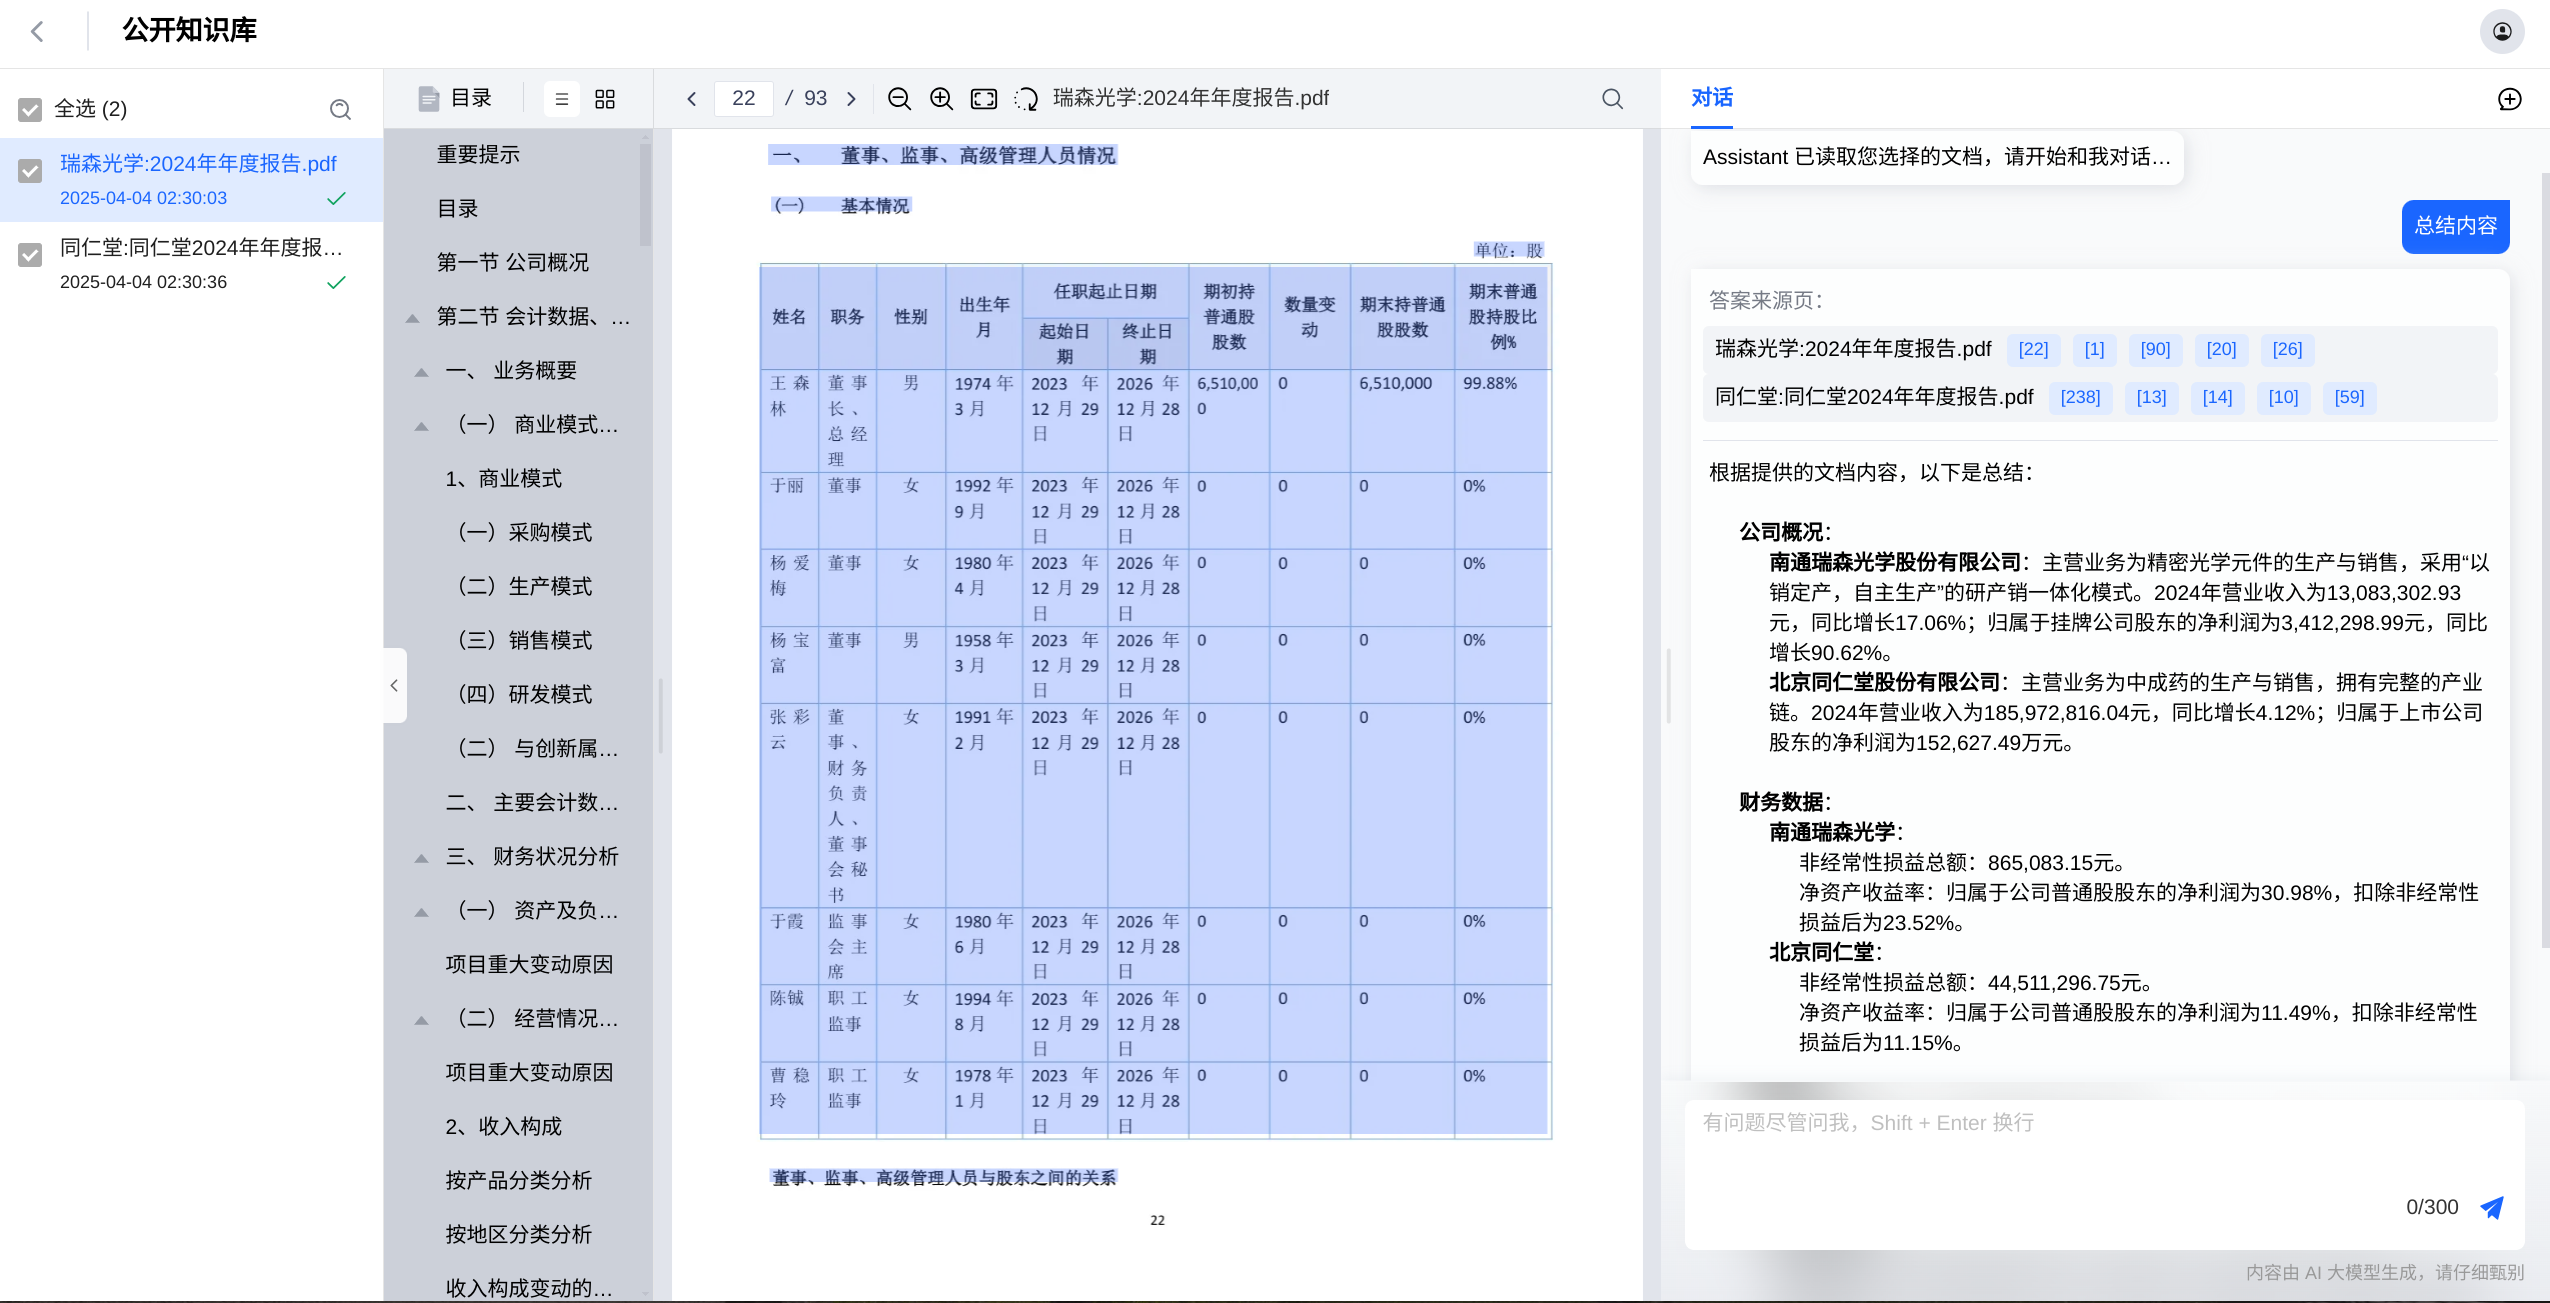 公开知识库
全选 (2)
瑞森光学:2024年年度报告.pdf
2025-04-04 02:30:03
同仁堂:同仁堂2024年年度报...
2025-04-04 02:30:36
目录
重要提示
目录
第一节 公司概况
第二节 会计数据、...
一、 业务概要
（一） 商业模式...
1、商业模式
（一）采购模式
（二）生产模式
（三）销售模式
（四）研发模式
（二） 与创新属...
二、 主要会计数...
三、 财务状况分析
（一） 资产及负...
项目重大变动原因
（二） 经营情况...
项目重大变动原因
2、收入构成
按产品分类分析
按地区分类分析
收入构成变动的...
22 / 93 瑞森光学:2024年年度报告.pdf
一、 董事、监事、高级管理人员情况
（一） 基本情况
单位：股
姓名 职务 性别 出生年月 任职起止日期 起始日期 终止日期 期初持普通股股数 数量变动 期末持普通股股数 期末普通股持股比例%
王森林 董事长、总经理 男 1974年3月 2023年12月29日 2026年12月28日 6,510,000 0 6,510,000 99.88%
于丽 董事 女 1992年9月 2023年12月29日 2026年12月28日 0 0 0 0%
杨爱梅 董事 女 1980年4月 2023年12月29日 2026年12月28日 0 0 0 0%
杨宝富 董事 男 1958年3月 2023年12月29日 2026年12月28日 0 0 0 0%
张彩云 董事、财务负责人、董事会秘书 女 1991年2月 2023年12月29日 2026年12月28日 0 0 0 0%
于霞 监事会主席 女 1980年6月 2023年12月29日 2026年12月28日 0 0 0 0%
陈铖 职工监事 女 1994年8月 2023年12月29日 2026年12月28日 0 0 0 0%
曹稳玲 职工监事 女 1978年1月 2023年12月29日 2026年12月28日 0 0 0 0%
董事、监事、高级管理人员与股东之间的关系
22
对话
Assistant 已读取您选择的文档，请开始和我对话...
总结内容
答案来源页：
瑞森光学:2024年年度报告.pdf [22] [1] [90] [20] [26]
同仁堂:同仁堂2024年年度报告.pdf [238] [13] [14] [10] [59]
根据提供的文档内容，以下是总结：
公司概况：
南通瑞森光学股份有限公司：主营业务为精密光学元件的生产与销售，采用“以
销定产，自主生产”的研产销一体化模式。2024年营业收入为13,083,302.93
元，同比增长17.06%；归属于挂牌公司股东的净利润为3,412,298.99元，同比
增长90.62%。
北京同仁堂股份有限公司：主营业务为中成药的生产与销售，拥有完整的产业
链。2024年营业收入为185,972,816.04元，同比增长4.12%；归属于上市公司
股东的净利润为152,627.49万元。
财务数据：
南通瑞森光学：
非经常性损益总额：865,083.15元。
净资产收益率：归属于公司普通股股东的净利润为30.98%，扣除非经常性
损益后为23.52%。
北京同仁堂：
非经常性损益总额：44,511,296.75元。
净资产收益率：归属于公司普通股股东的净利润为11.49%，扣除非经常性
损益后为11.15%。
有问题尽管问我，Shift + Enter 换行
0/300
内容由 AI 大模型生成，请仔细甄别